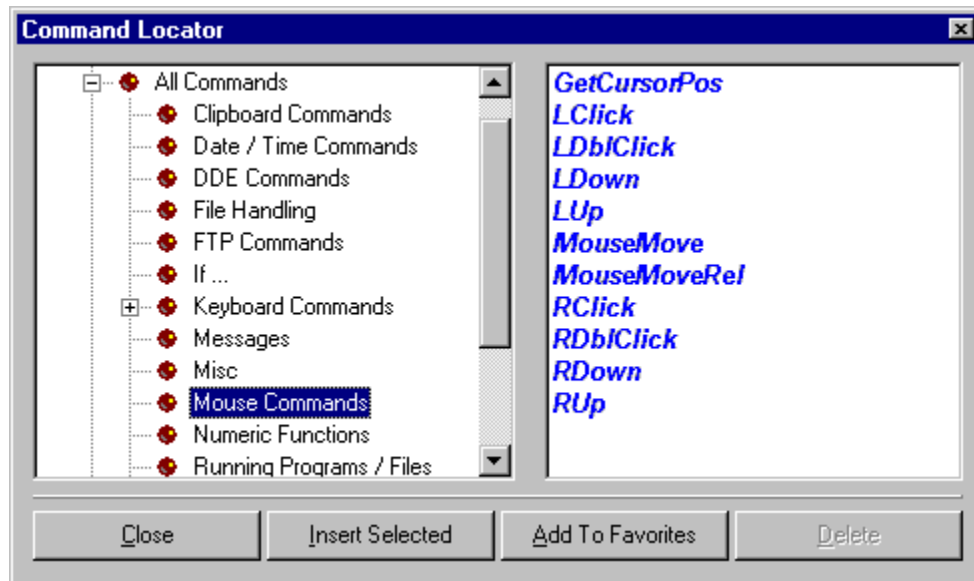 Command Locator
All Commands
Clipboard Commands
Date / Time Commands
DDE Commands
File Handling
FTP Commands
If ...
Keyboard Commands
Messages
Misc
Mouse Commands
Numeric Functions
Running Programs / Files
GetCursorPos
LClick
LDblClick
LDown
LUp
MouseMove
MouseMoveRel
RClick
RDblClick
RDown
RUp
Close
Insert Selected
Add To Favorites
Delete